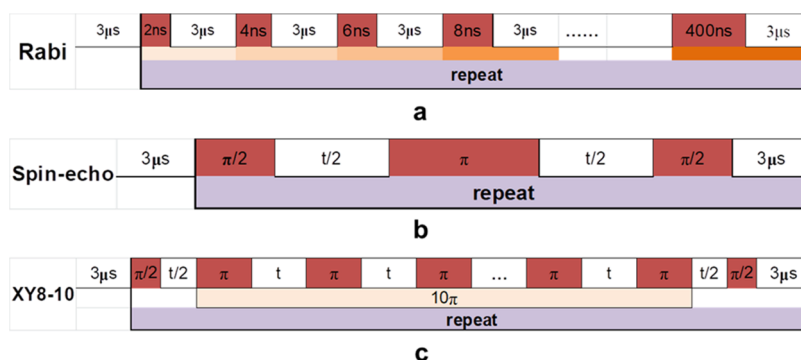 Rabi 3μs 2ns 3μs 4ns 3μs 6ns 3μs 8ns 3μs ...... 400ns 3μs
repeat
a
Spin-echo 3μs π/2 t/2 π t/2 π/2 3μs
repeat
b
XY8-10 3μs π/2 t/2 π t π t π ... π t π t/2 π/2 3μs
10π
repeat
c